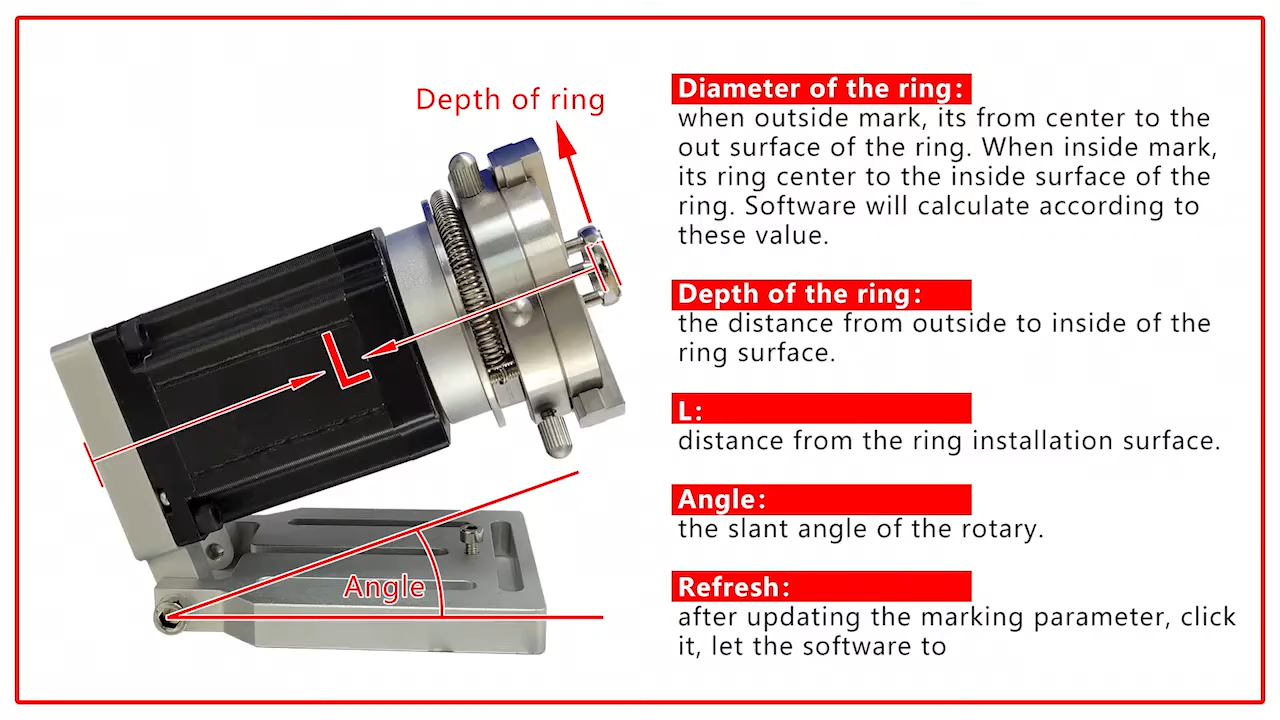 Depth of ring
L
Angle
Diameter of the ring:
when outside mark, its from center to the
out surface of the ring. When inside mark,
its ring center to the inside surface of the
ring. Software will calculate according to
these value.
Depth of the ring:
the distance from outside to inside of the
ring surface.
L:
distance from the ring installation surface.
Angle:
the slant angle of the rotary.
Refresh:
after updating the marking parameter, click
it, let the software to